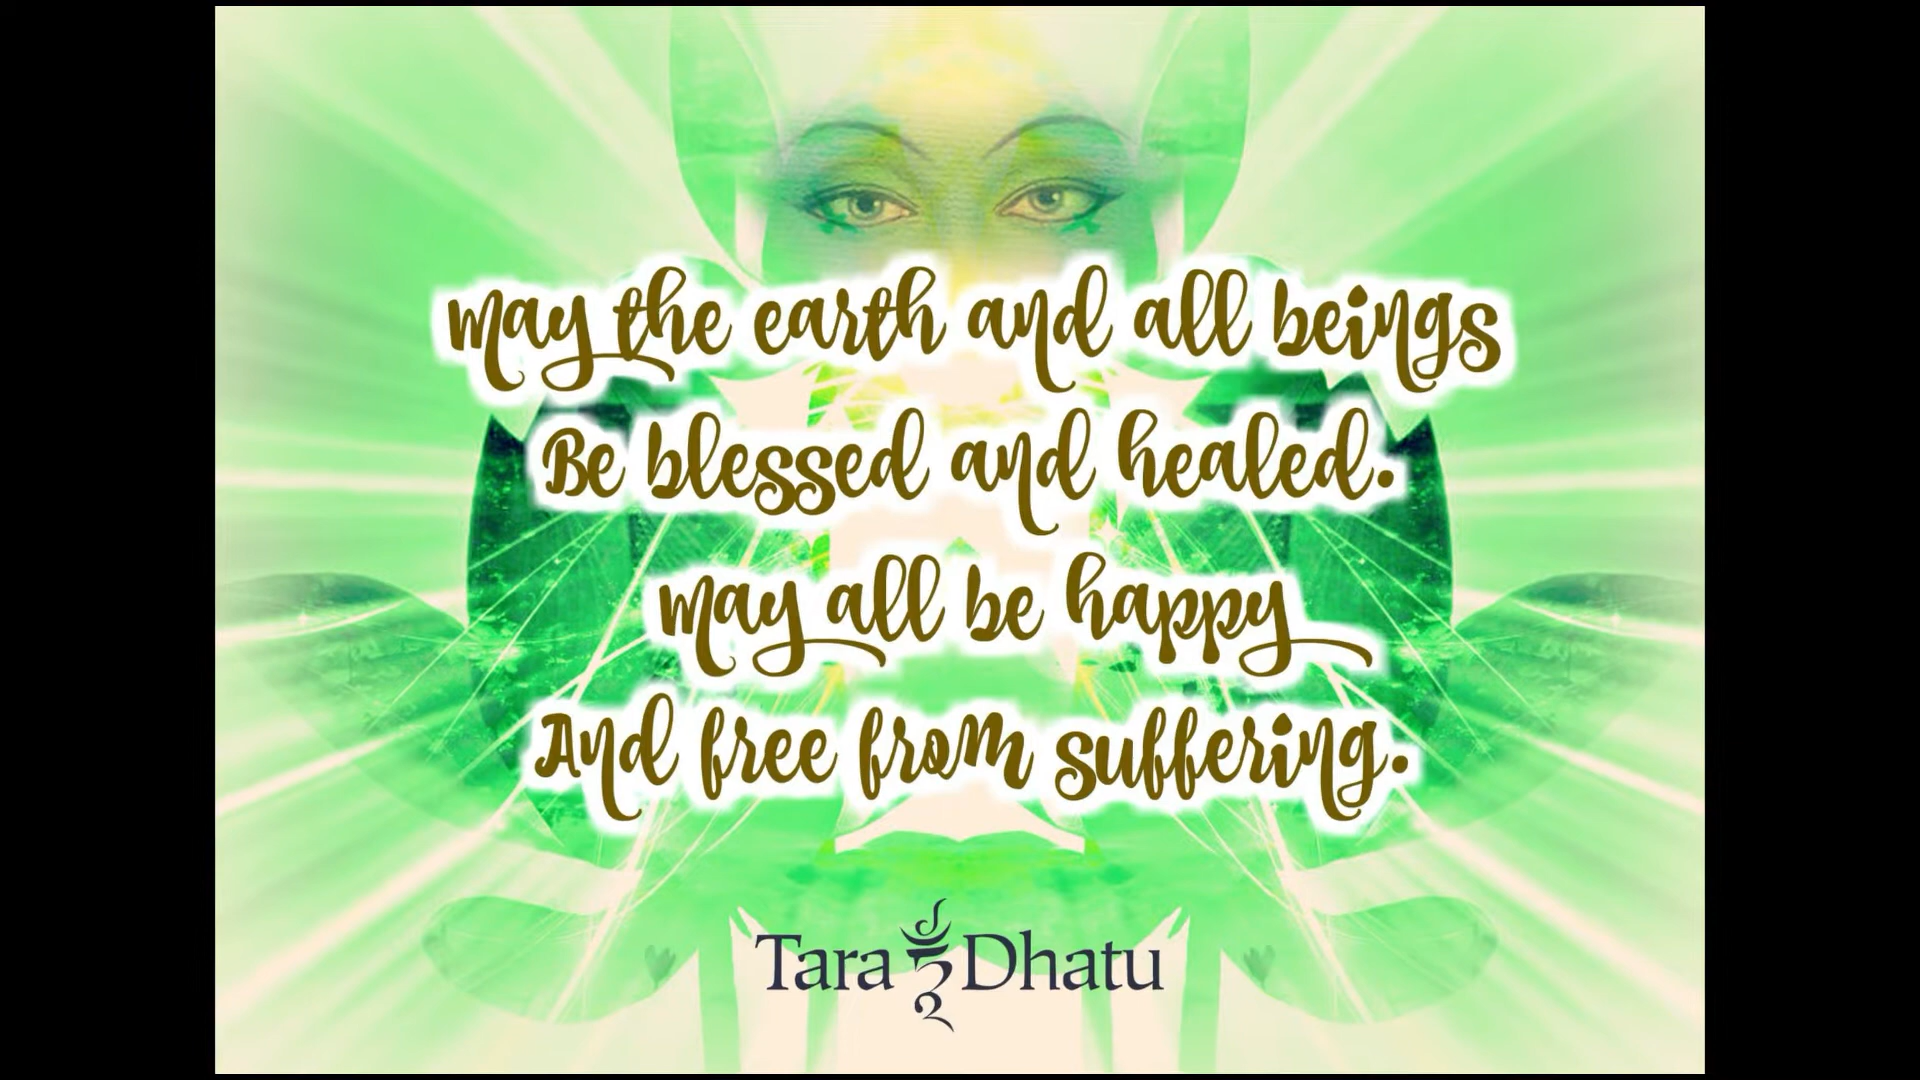 may the earth and all beings
Be blessed and healed.
may all be happy
And free from suffering.
Tara Dhatu